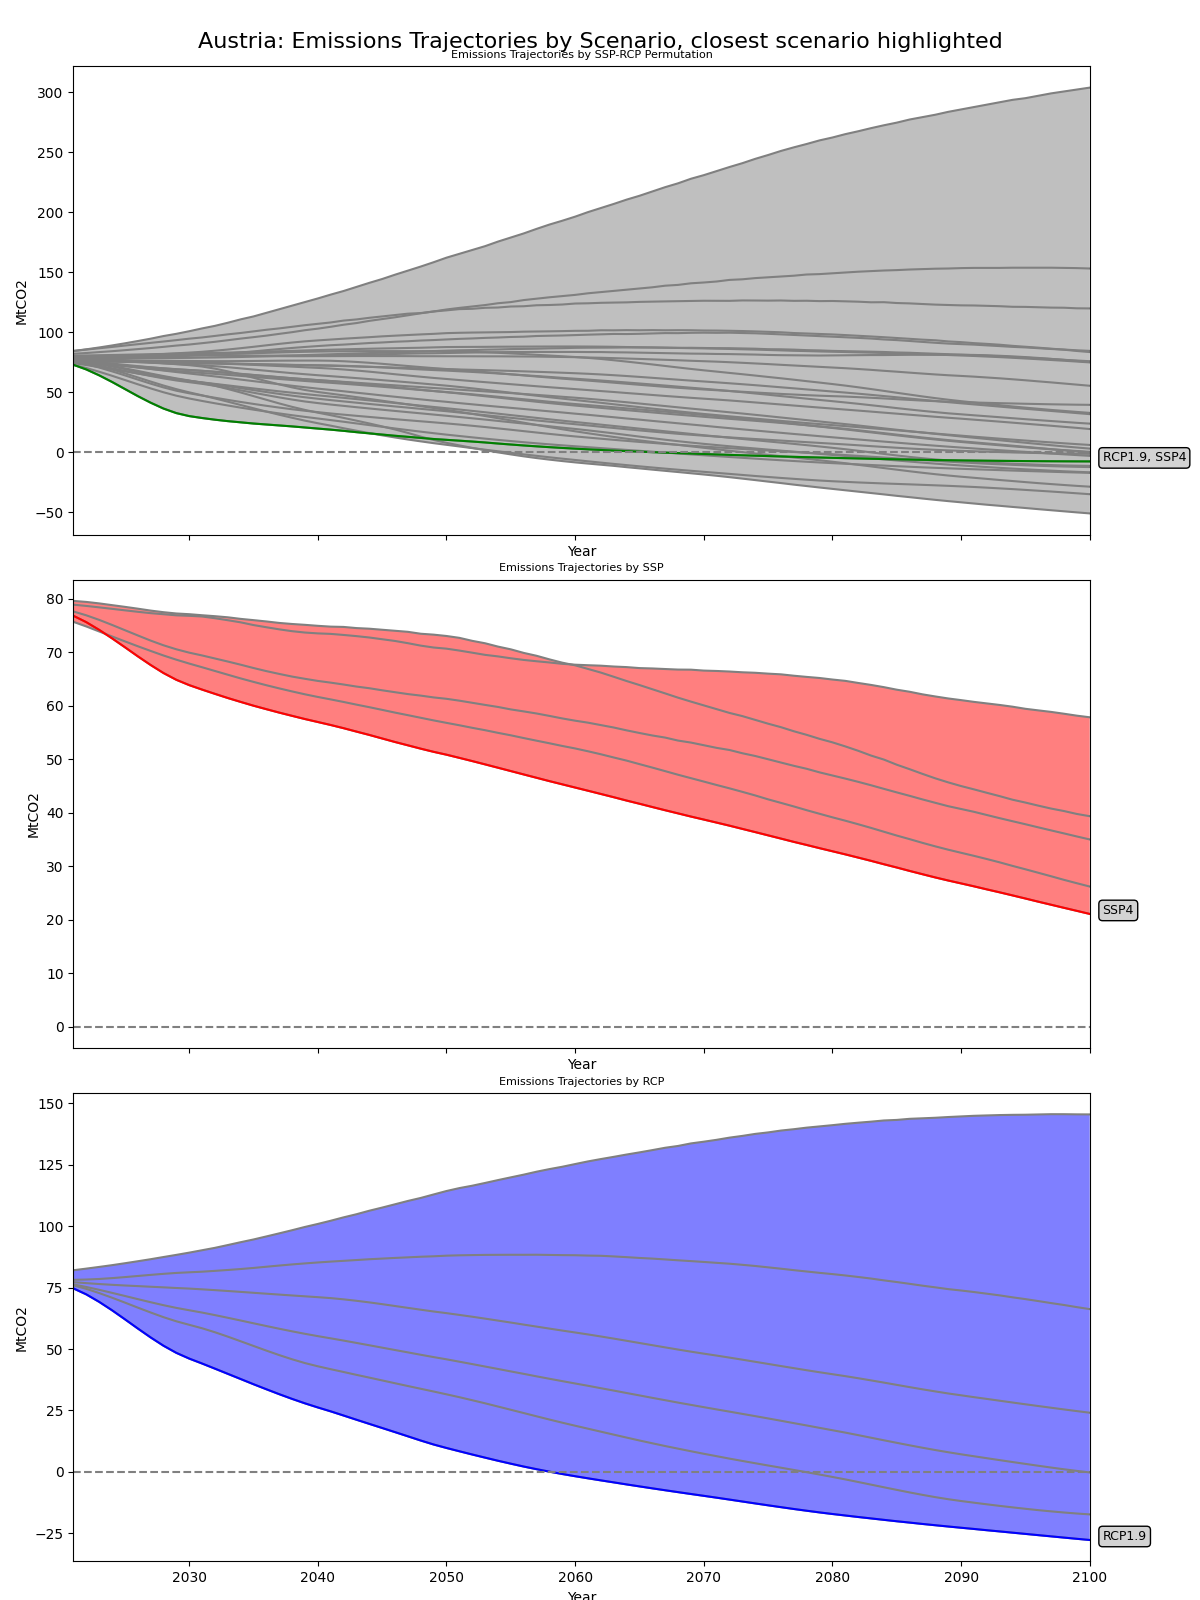 Austria: Emissions Trajectories by Scenario, closest scenario highlighted
Emissions Trajectories by SSP-RCP Permutation
300
250
200
150
100
50
0
−50
MtCO2
RCP1.9, SSP4
Year
Emissions Trajectories by SSP
80
70
60
50
40
30
20
10
0
MtCO2
SSP4
Year
Emissions Trajectories by RCP
150
125
100
75
50
25
0
−25
MtCO2
RCP1.9
2030 2040 2050 2060 2070 2080 2090 2100
Year